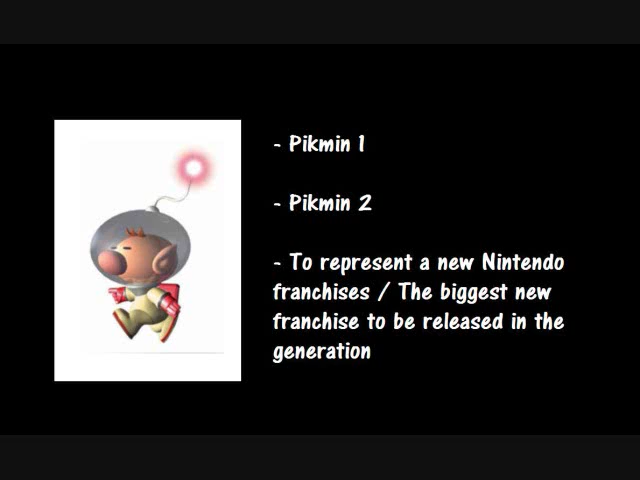 - Pikmin 1
- Pikmin 2
- To represent a new Nintendo
franchises / The biggest new
franchise to be released in the
generation